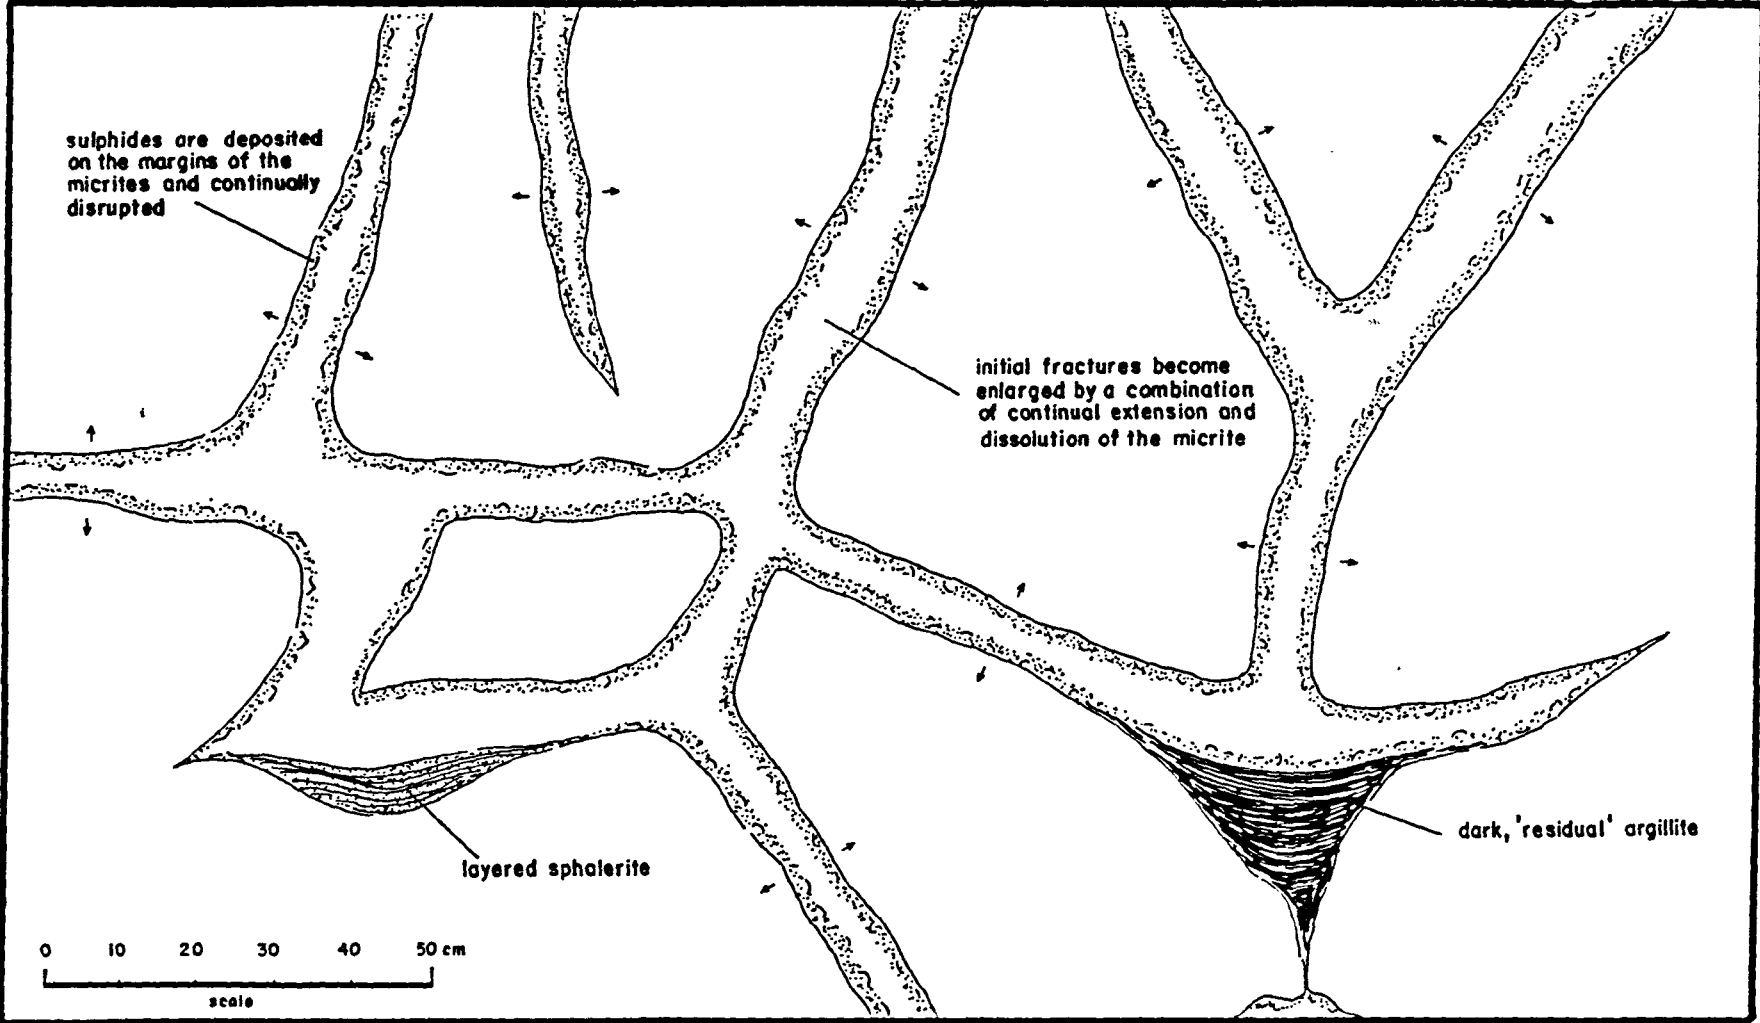 sulphides are deposited
on the margins of the
micrites and continually
disrupted
initial fractures become
enlarged by a combination
of continual extension and
dissolution of the micrite
dark, 'residual' argillite
layered sphalerite
0 10 20 30 40 50 cm
scale